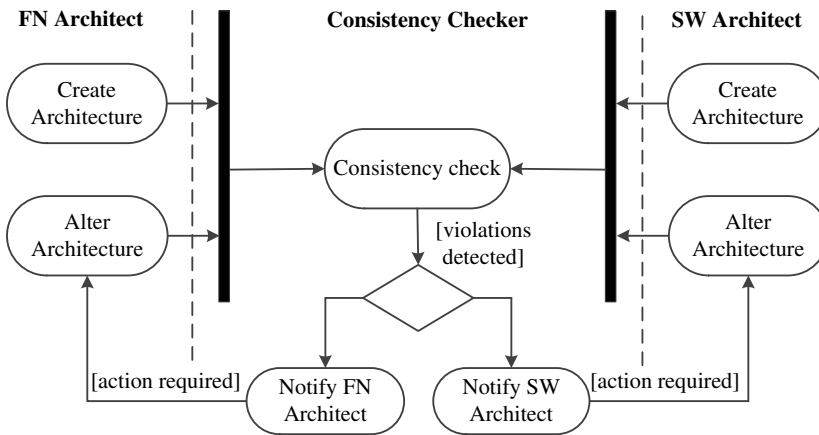 FN Architect
Consistency Checker
SW Architect
Create
Architecture
Create
Architecture
Consistency check
Alter
Architecture
[violations
detected]
Alter
Architecture
[action required]
Notify FN
Architect
Notify SW
Architect
[action required]